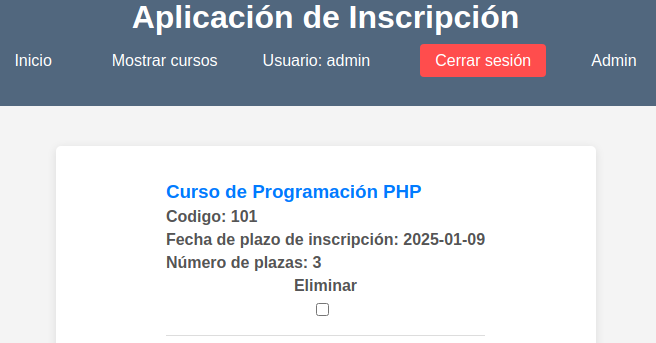 Aplicación de Inscripción
Inicio Mostrar cursos Usuario: admin Cerrar sesión Admin
Curso de Programación PHP
Codigo: 101
Fecha de plazo de inscripción: 2025-01-09
Número de plazas: 3
Eliminar